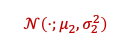 𝒩(·; μ₂, σ₂²)